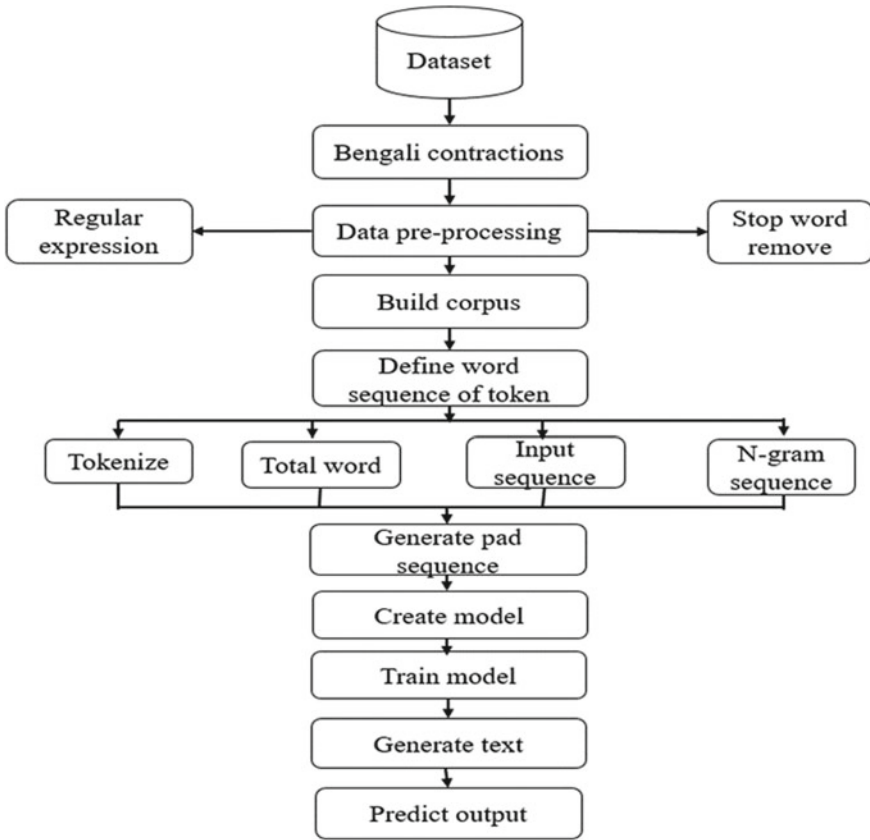 Dataset
Bengali contractions
Regular
expression
Data pre-processing
Stop word
remove
Build corpus
Define word
sequence of token
Tokenize
Total word
Input
sequence
N-gram
sequence
Generate pad
sequence
Create model
Train model
Generate text
Predict output